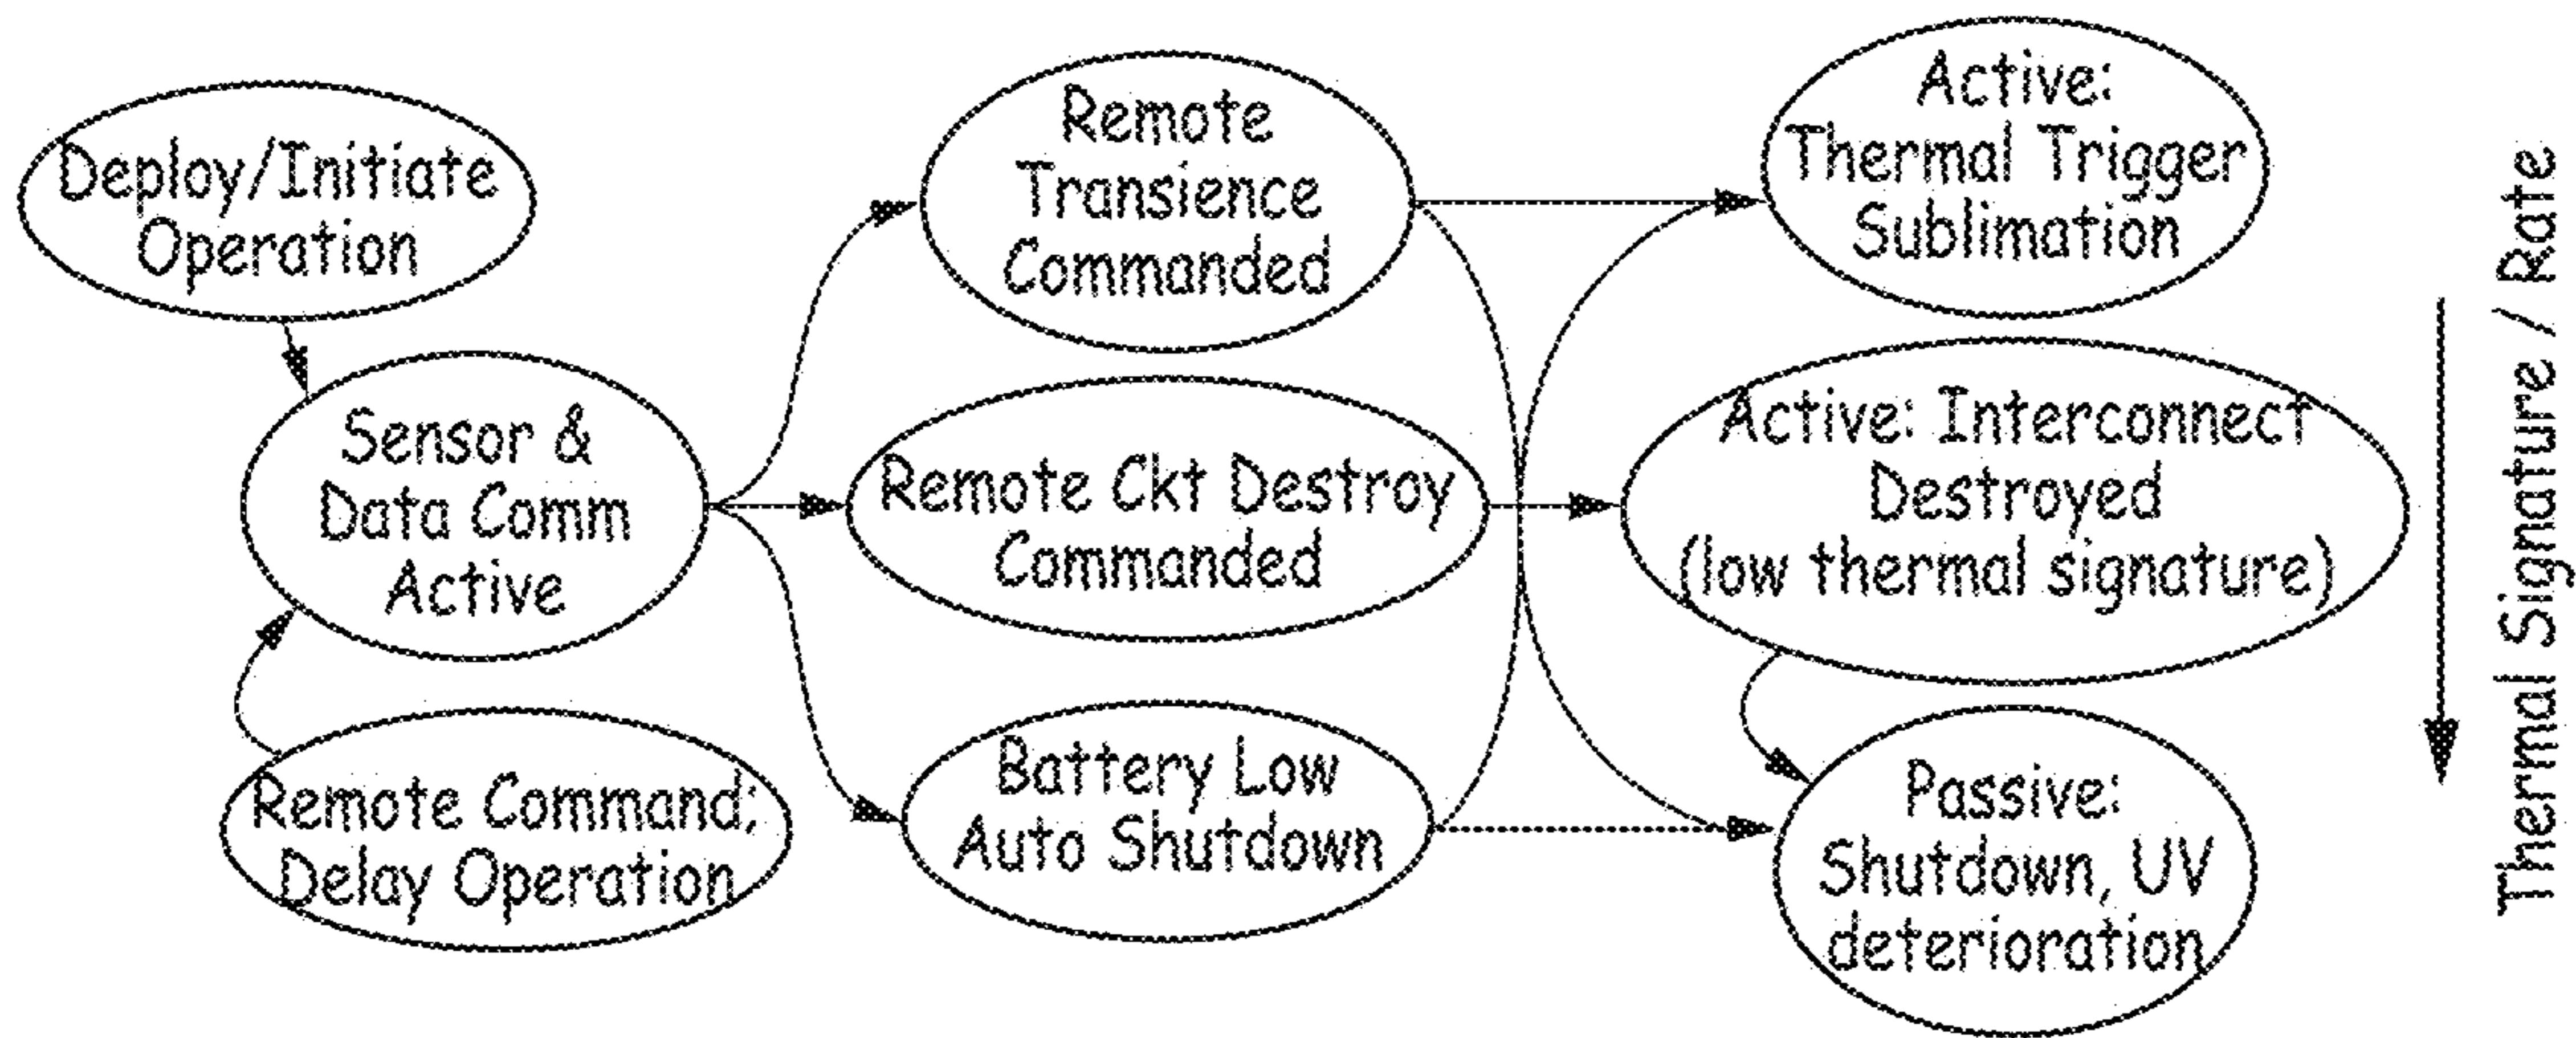 Deploy/Initiate
Operation
Sensor &
Data Comm
Active
Remote Command;
Delay Operation
Remote
Transience
Commanded
Remote Ckt Destroy
Commanded
Battery Low
Auto Shutdown
Active:
Thermal Trigger
Sublimation
Active: Interconnect
Destroyed
(low thermal signature)
Passive:
Shutdown, UV
deterioration
Thermal Signature / Rate